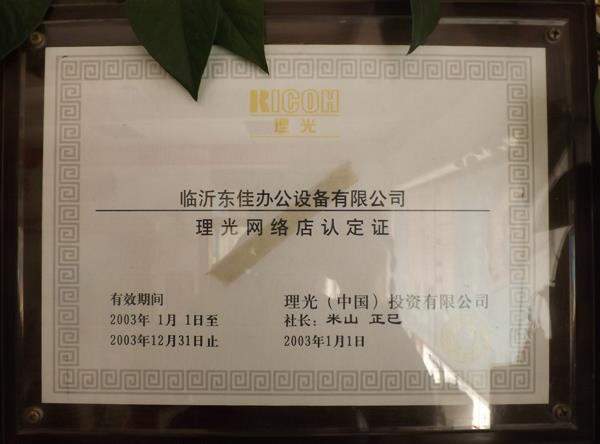 RICOH
理光
临沂东佳办公设备有限公司
理光网络店认定证
有效期间
2003年 1月 1日至
2003年12月31日止
理光（中国）投资有限公司
社长：米山 正已
2003年1月1日